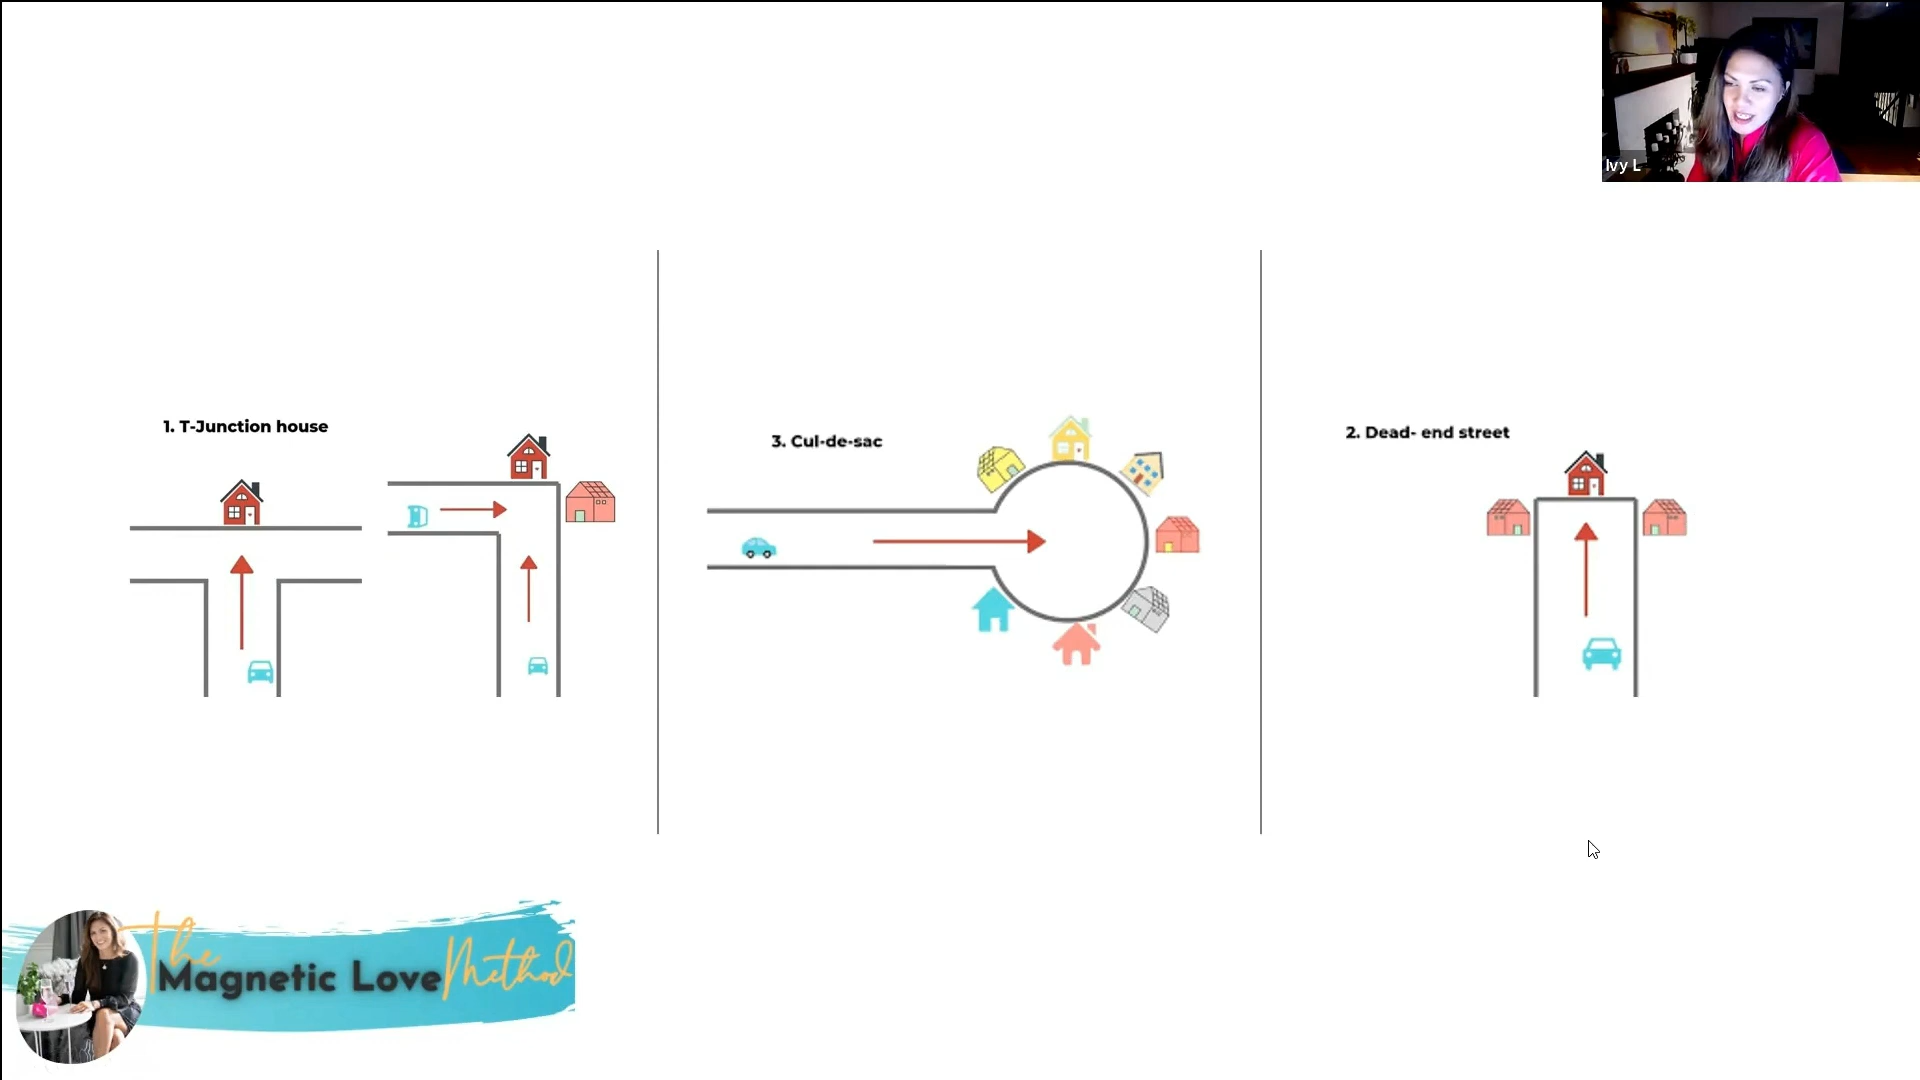 Ivy L
1. T-Junction house
3. Cul-de-sac
2. Dead- end street
The
Magnetic Love Method